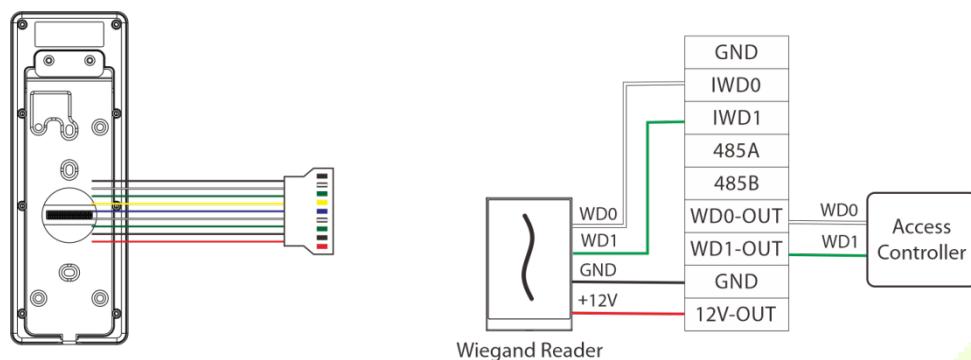 GND
IWD0
IWD1
485A
485B
WD0-OUT
WD1-OUT
GND
12V-OUT
WD0
WD1
GND
+12V
Wiegand Reader
WD0
WD1
Access
Controller